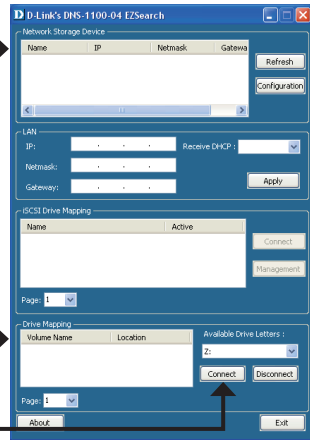 D-Link's DNS-1100-04 EZSearch
Network Storage Device
Name IP Netmask Gatewa
Refresh
Configuration
LAN
IP: . . . Receive DHCP :
Netmask: . . .
Gateway: . . . Apply
iSCSI Drive Mapping
Name Active
Connect
Management
Page: 1
Drive Mapping
Volume Name Location Available Drive Letters :
Z:
Connect Disconnect
Page: 1
About Exit